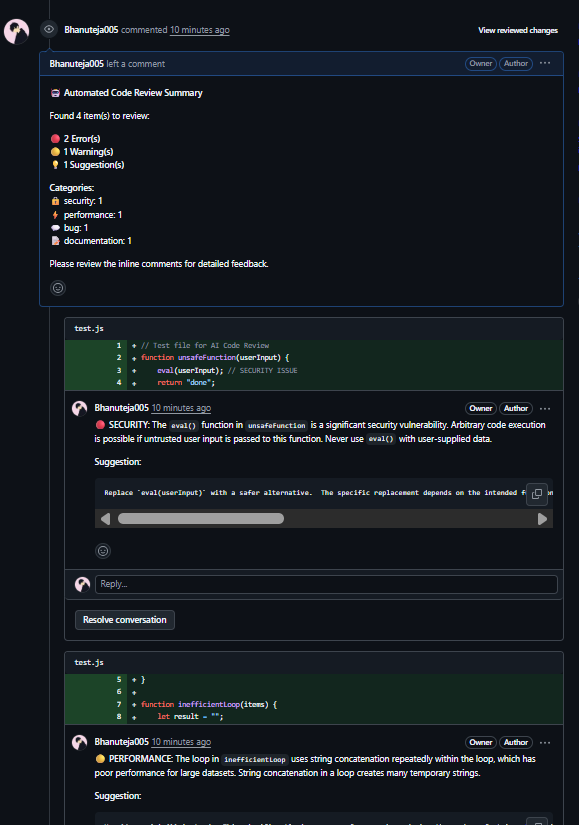 Bhanuteja005 commented 10 minutes ago
View reviewed changes
Bhanuteja005 left a comment
Owner Author
Automated Code Review Summary
Found 4 item(s) to review:
2 Error(s)
1 Warning(s)
1 Suggestion(s)
Categories:
security: 1
performance: 1
bug: 1
documentation: 1
Please review the inline comments for detailed feedback.
test.js
1 + // Test file for AI Code Review
2 + function unsafeFunction(userInput) {
3 + eval(userInput); // SECURITY ISSUE
4 + return "done";
Bhanuteja005 10 minutes ago
Owner Author
SECURITY: The eval() function in unsafeFunction is a significant security vulnerability. Arbitrary code execution
is possible if untrusted user input is passed to this function. Never use eval() with user-supplied data.
Suggestion:
Replace `eval(userInput)` with a safer alternative. The specific replacement depends on the intended
Reply...
Resolve conversation
test.js
5 + }
6 +
7 + function inefficientLoop(items) {
8 + let result = "";
Bhanuteja005 10 minutes ago
Owner Author
PERFORMANCE: The loop in inefficientLoop uses string concatenation repeatedly within the loop, which has
poor performance for large datasets. String concatenation in a loop creates many temporary strings.
Suggestion: